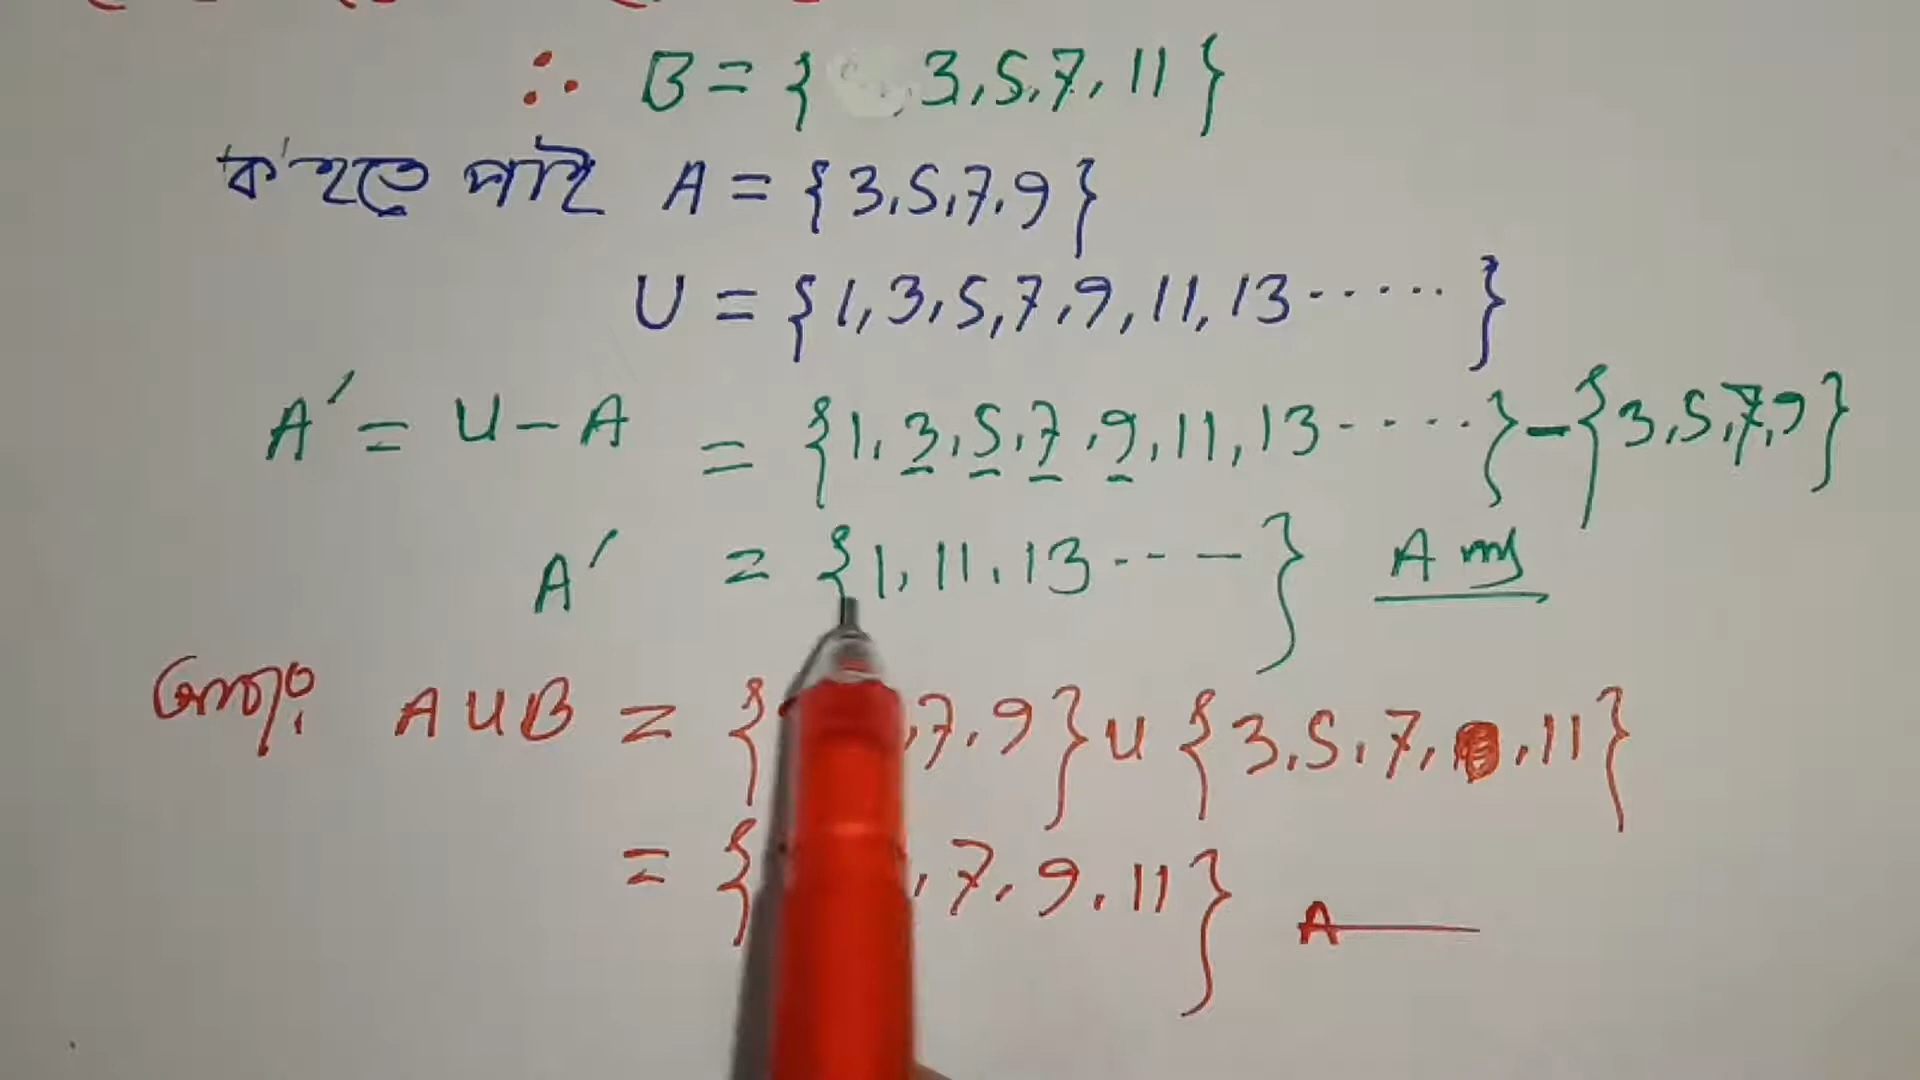 ∴ B = { 3, 5, 7, 11 }
'ক' হতে পাই A = {3, 5, 7, 9}
U = {1, 3, 5, 7, 9, 11, 13 ····· }
A′ = U − A = {1, 3, 5, 7, 9, 11, 13 ····· } − {3, 5, 7, 9}
A′ = {1, 11, 13 ---- } Ans
A ∪ B = { , 7, 9} ∪ {3, 5, 7, , 11}
= { , 7, 9, 11} A